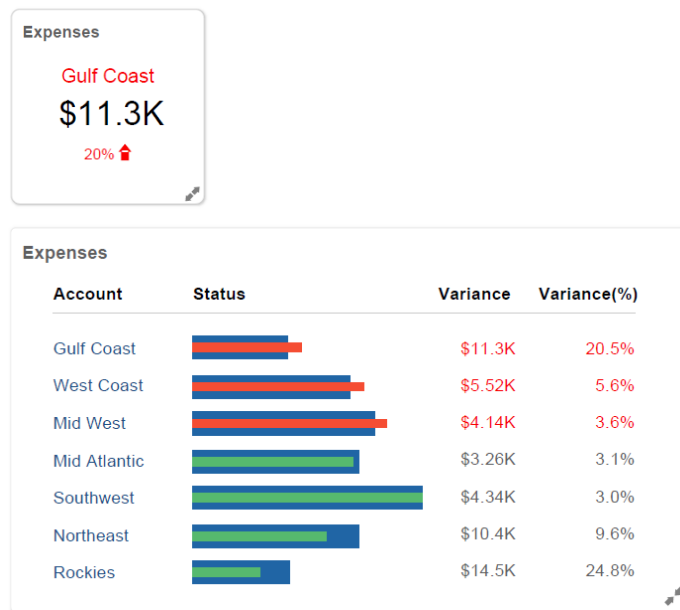 Expenses
Gulf Coast
$11.3K
20%
Expenses
Account Status Variance Variance(%)
Gulf Coast $11.3K 20.5%
West Coast $5.52K 5.6%
Mid West $4.14K 3.6%
Mid Atlantic $3.26K 3.1%
Southwest $4.34K 3.0%
Northeast $10.4K 9.6%
Rockies $14.5K 24.8%